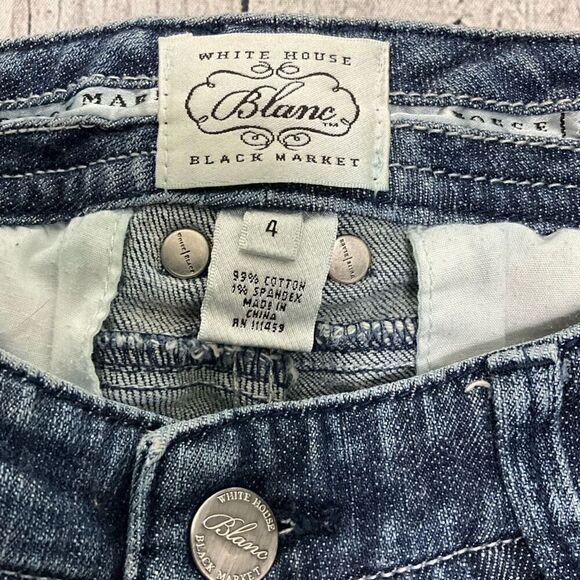 WHITE HOUSE
Blanc™
BLACK MARKET
4
99% COTTON
1% SPANDEX
MADE IN
CHINA
RN 111459
WHITE HOUSE
Blanc
BLACK MARKET